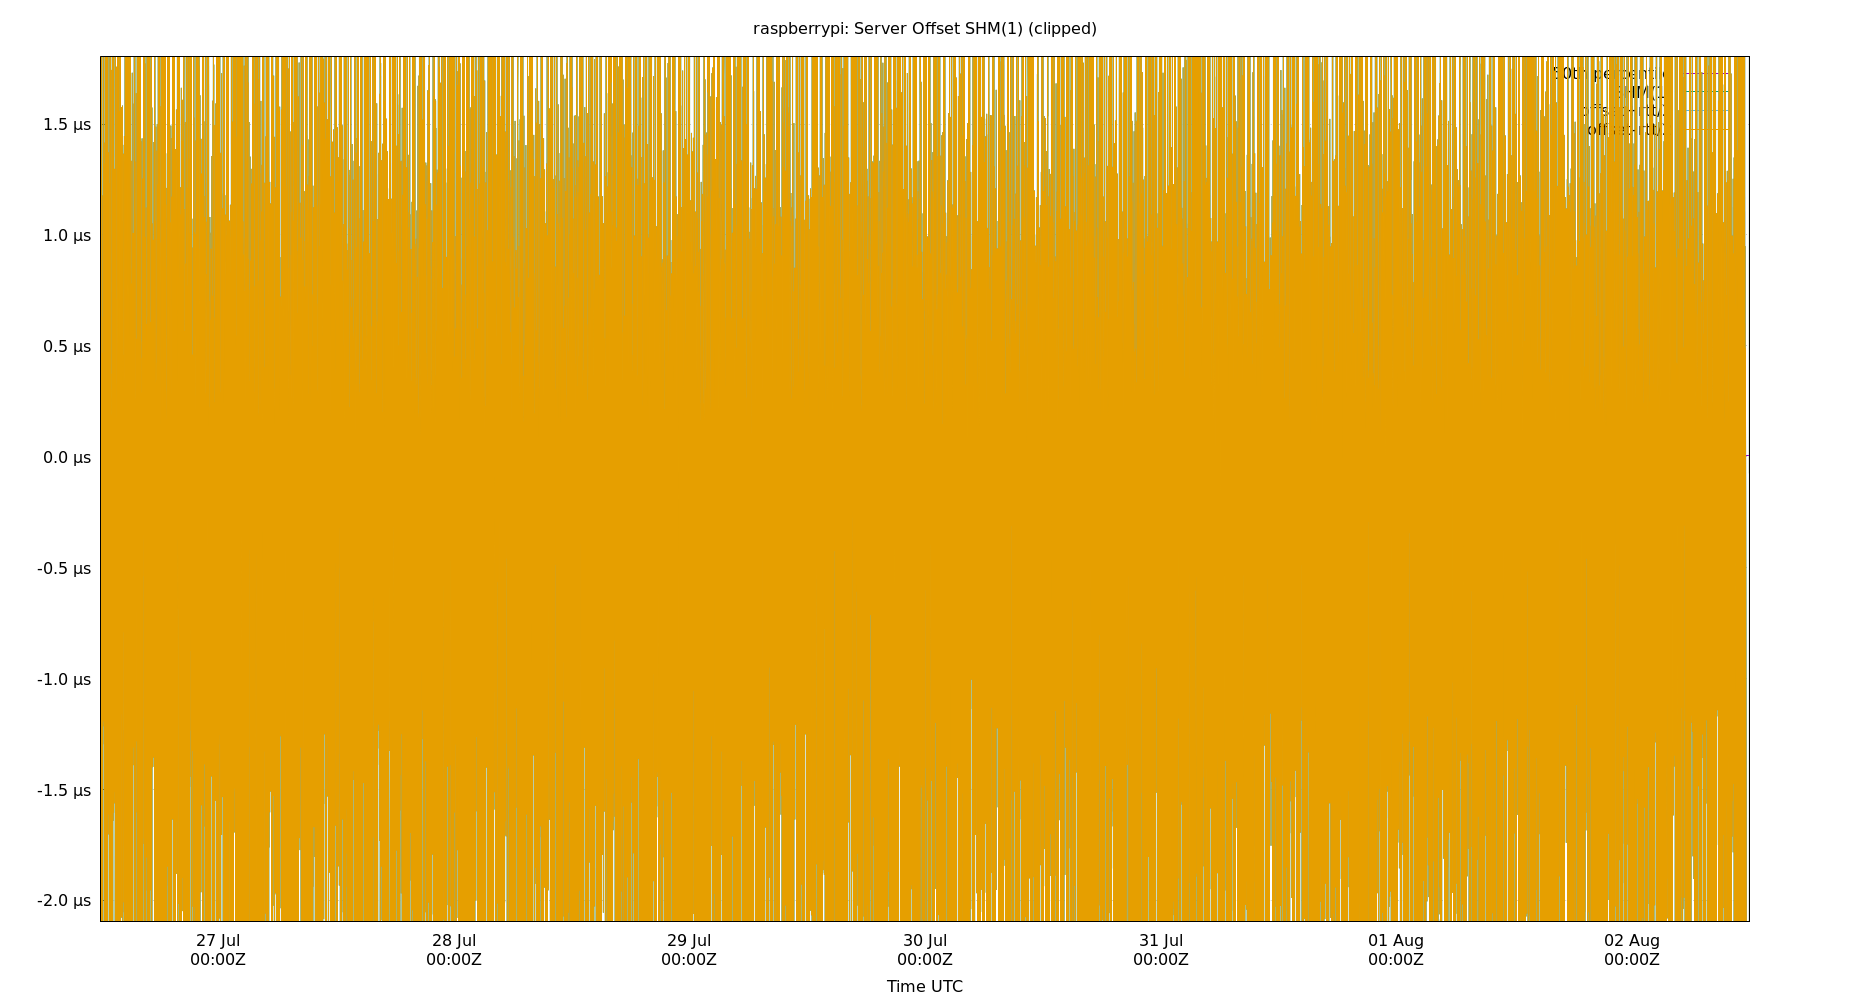 raspberrypi: Server Offset SHM(1) (clipped)
1.5 µs
1.0 µs
0.5 µs
0.0 µs
-0.5 µs
-1.0 µs
-1.5 µs
-2.0 µs
27 Jul 28 Jul 29 Jul 30 Jul 31 Jul 01 Aug 02 Aug
00:00Z 00:00Z 00:00Z 00:00Z 00:00Z 00:00Z 00:00Z
Time UTC